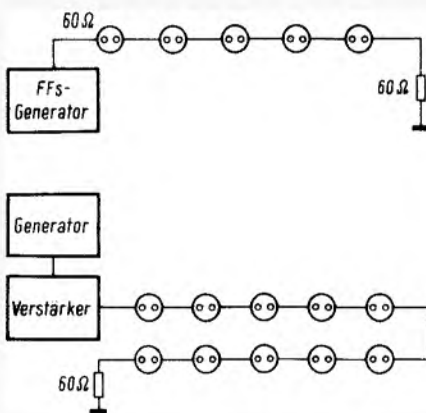 60Ω
FFs-
Generator
60Ω
Generator
Verstärker
60Ω